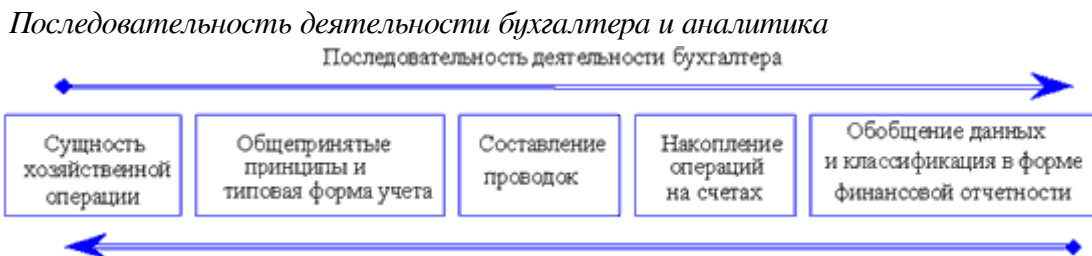 Последовательность деятельности бухгалтера и аналитика
Последовательность деятельности бухгалтера
Сущность
хозяйственной
операции
Общепринятые
принципы и
типовая форма учета
Составление
проводок
Накопление
операций
на счетах
Обобщение данных
и классификация в форме
финансовой отчетности